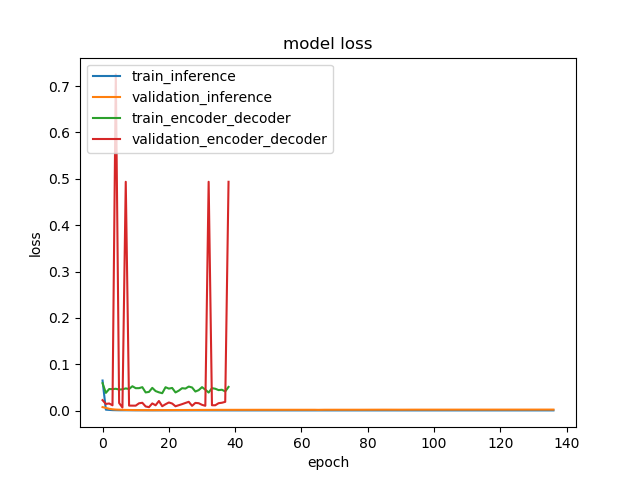 model loss
train_inference
validation_inference
train_encoder_decoder
validation_encoder_decoder
loss
0.7
0.6
0.5
0.4
0.3
0.2
0.1
0.0
0 20 40 60 80 100 120 140
epoch